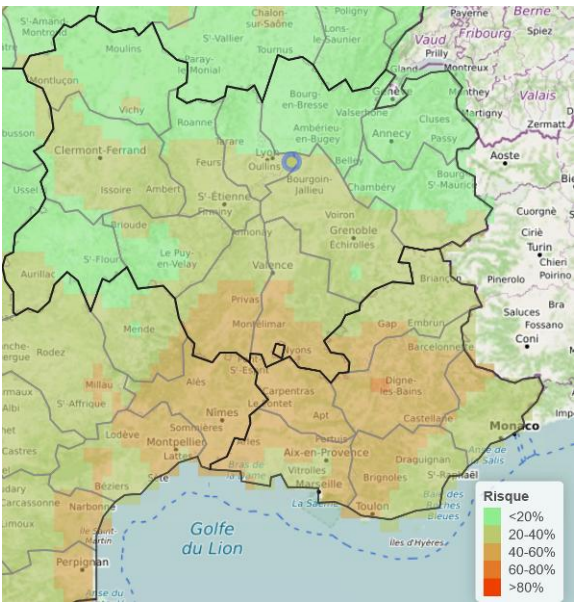 S'-Amand
Montrond
Chalon-
sur-Saône
Poligny
Payerne
Berne
Moulins
S'-Vallier
Tournus
Lons-
le-Saunier
Vaud
Fribourg
Spiez
Prilly
Paray-
le-Monial
Gland
Montreux
Montluçon
Bourg-
en-Bresse
Genève
Monthey
Valais
Vichy
Roanne
Valserhône
Cluses
Martigny
Zermatt
busson
Tarare
Ambérieu-
en-Bugey
Annecy
Passy
Clermont-Ferrand
Feurs
Lyon
Oullins
Belley
Aoste
Bourg-
S'-Maurice
Ussel
Issoire
Ambert
S'-Étienne
Firminy
Bourgoin-
Jallieu
Chambéry
Voiron
Cuorgnè
Brioude
Annonay
Grenoble
Échirolles
Ciriè
Turin
S'-Flour
Le Puy-
en-Velay
Valence
Chieri
Aurillac
Briançon
Pinerolo
Poirino
Privas
Bra
Mende
Montélimar
Gap
Embrun
Saluces
Fossano
Barcelonnette
Coni
Rodez
Nyons
Millau
Alès
S'-Es
Digne-
les-Bains
S'-Affrique
Carpentras
Le Pontet
Nîmes
Apt
Castellane
Monaco
Sommières
Lodève
Montpellier
Arles
Pertuis
Lattes
Aix-en-Provence
Draguignan
Castres
Vitrolles
S'-Raphaël
Béziers
Sète
Marseille
Brignoles
Carcassonne
Narbonne
Toulon
Limoux
Îles d'Hyères
Golfe
du Lion
Perpignan
Risque
<20%
20-40%
40-60%
60-80%
>80%